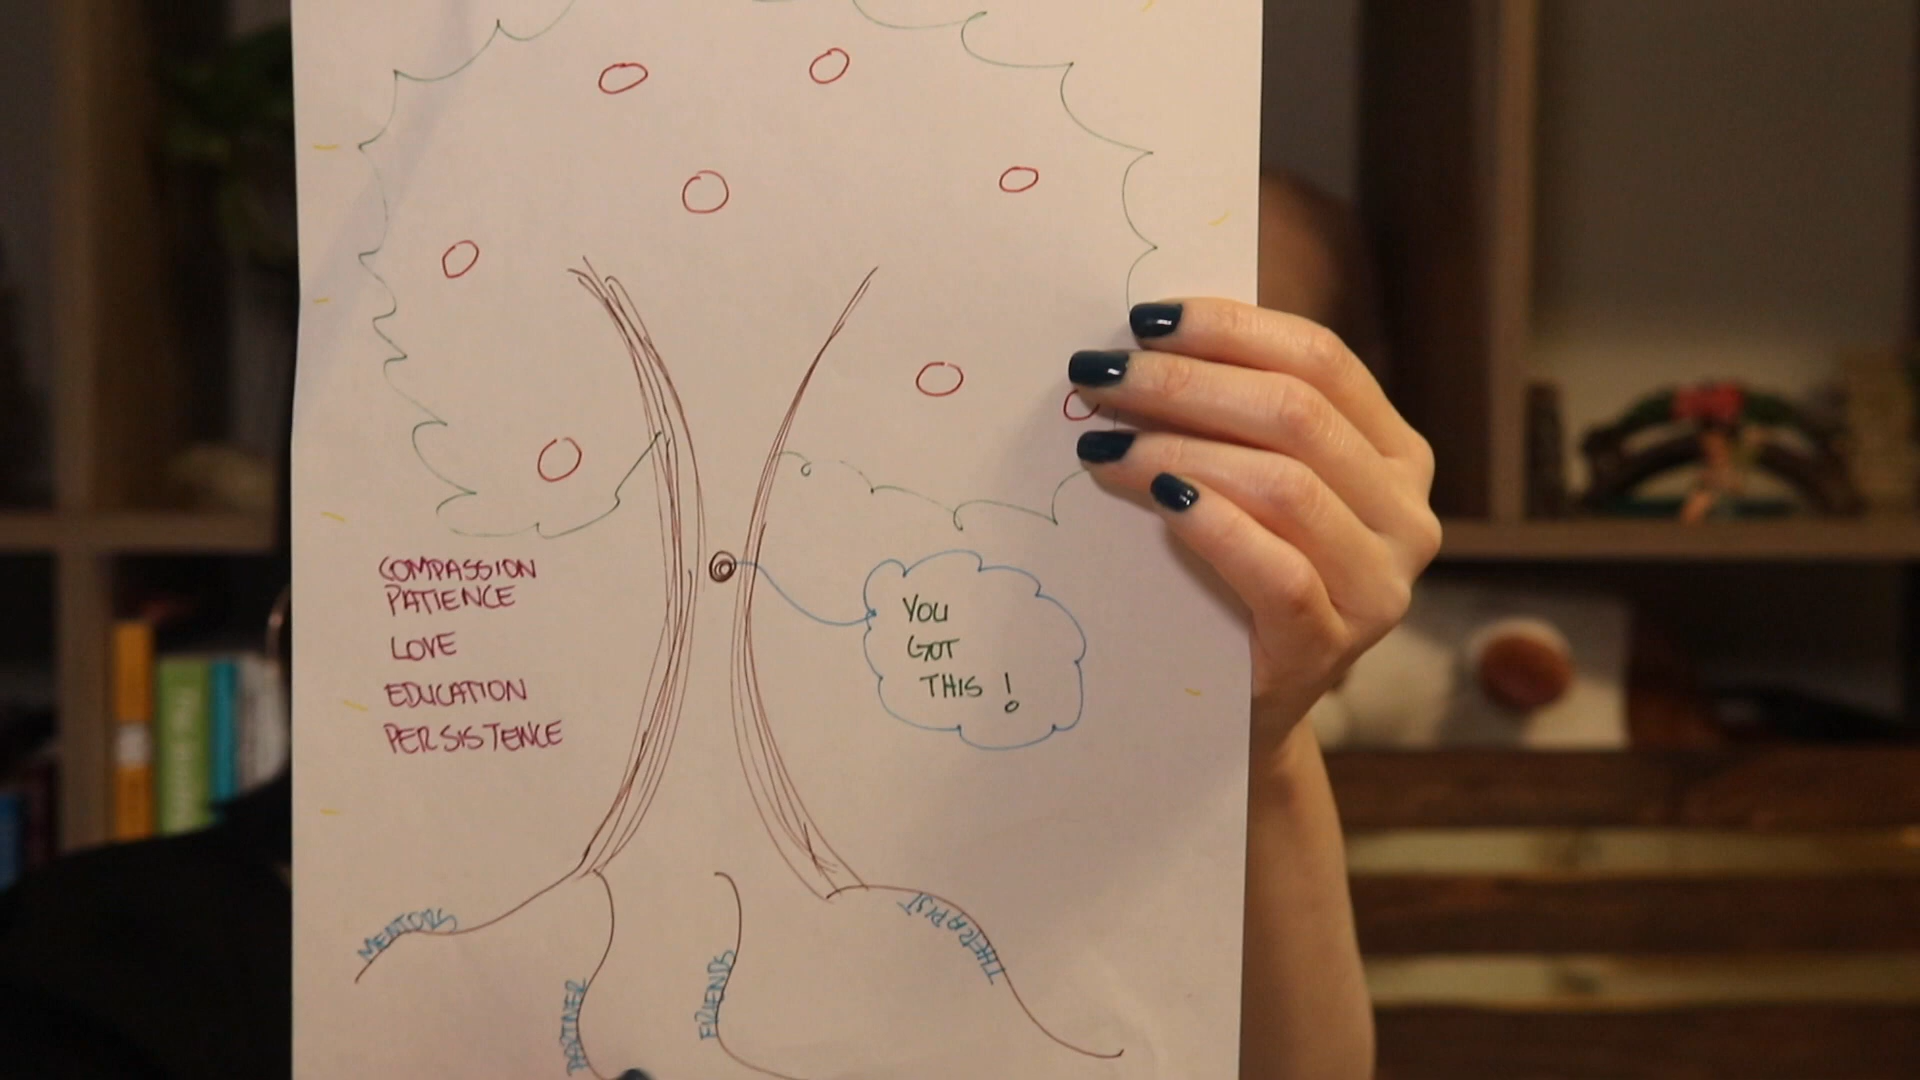 COMPASSION
PATIENCE
LOVE
EDUCATION
PERSISTENCE
YOU
GOT
THIS!
MENTORS
PARTNER
FRIENDS
THERAPIST